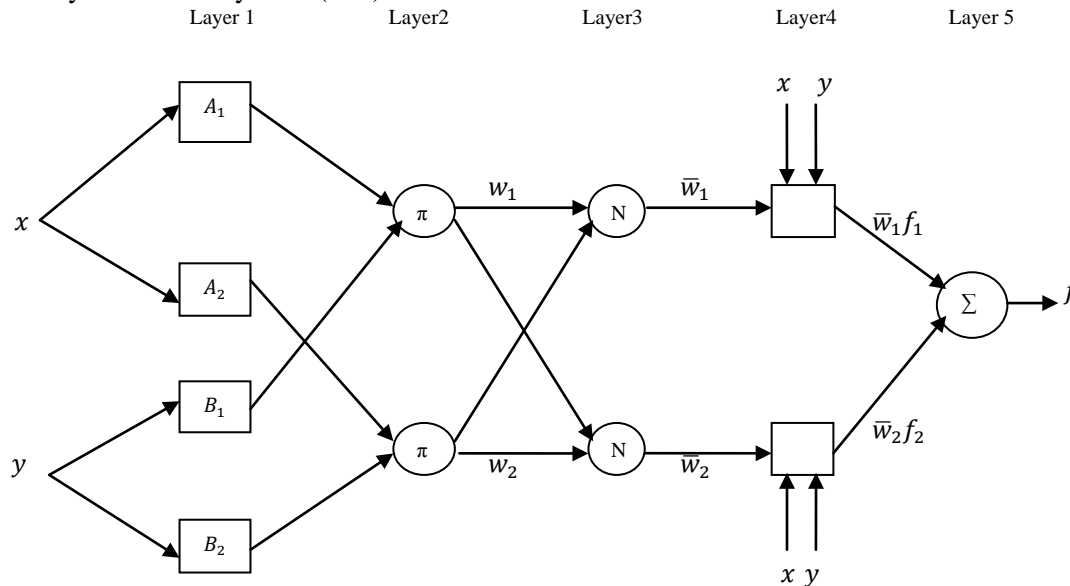 Layer 1 Layer2 Layer3 Layer4 Layer 5
x y
A₁
w₁ w̅₁
π N
w̅₁f₁
x
A₂
Σ f
B₁
w̅₂f₂
π N
y w₂ w̅₂
B₂
x y